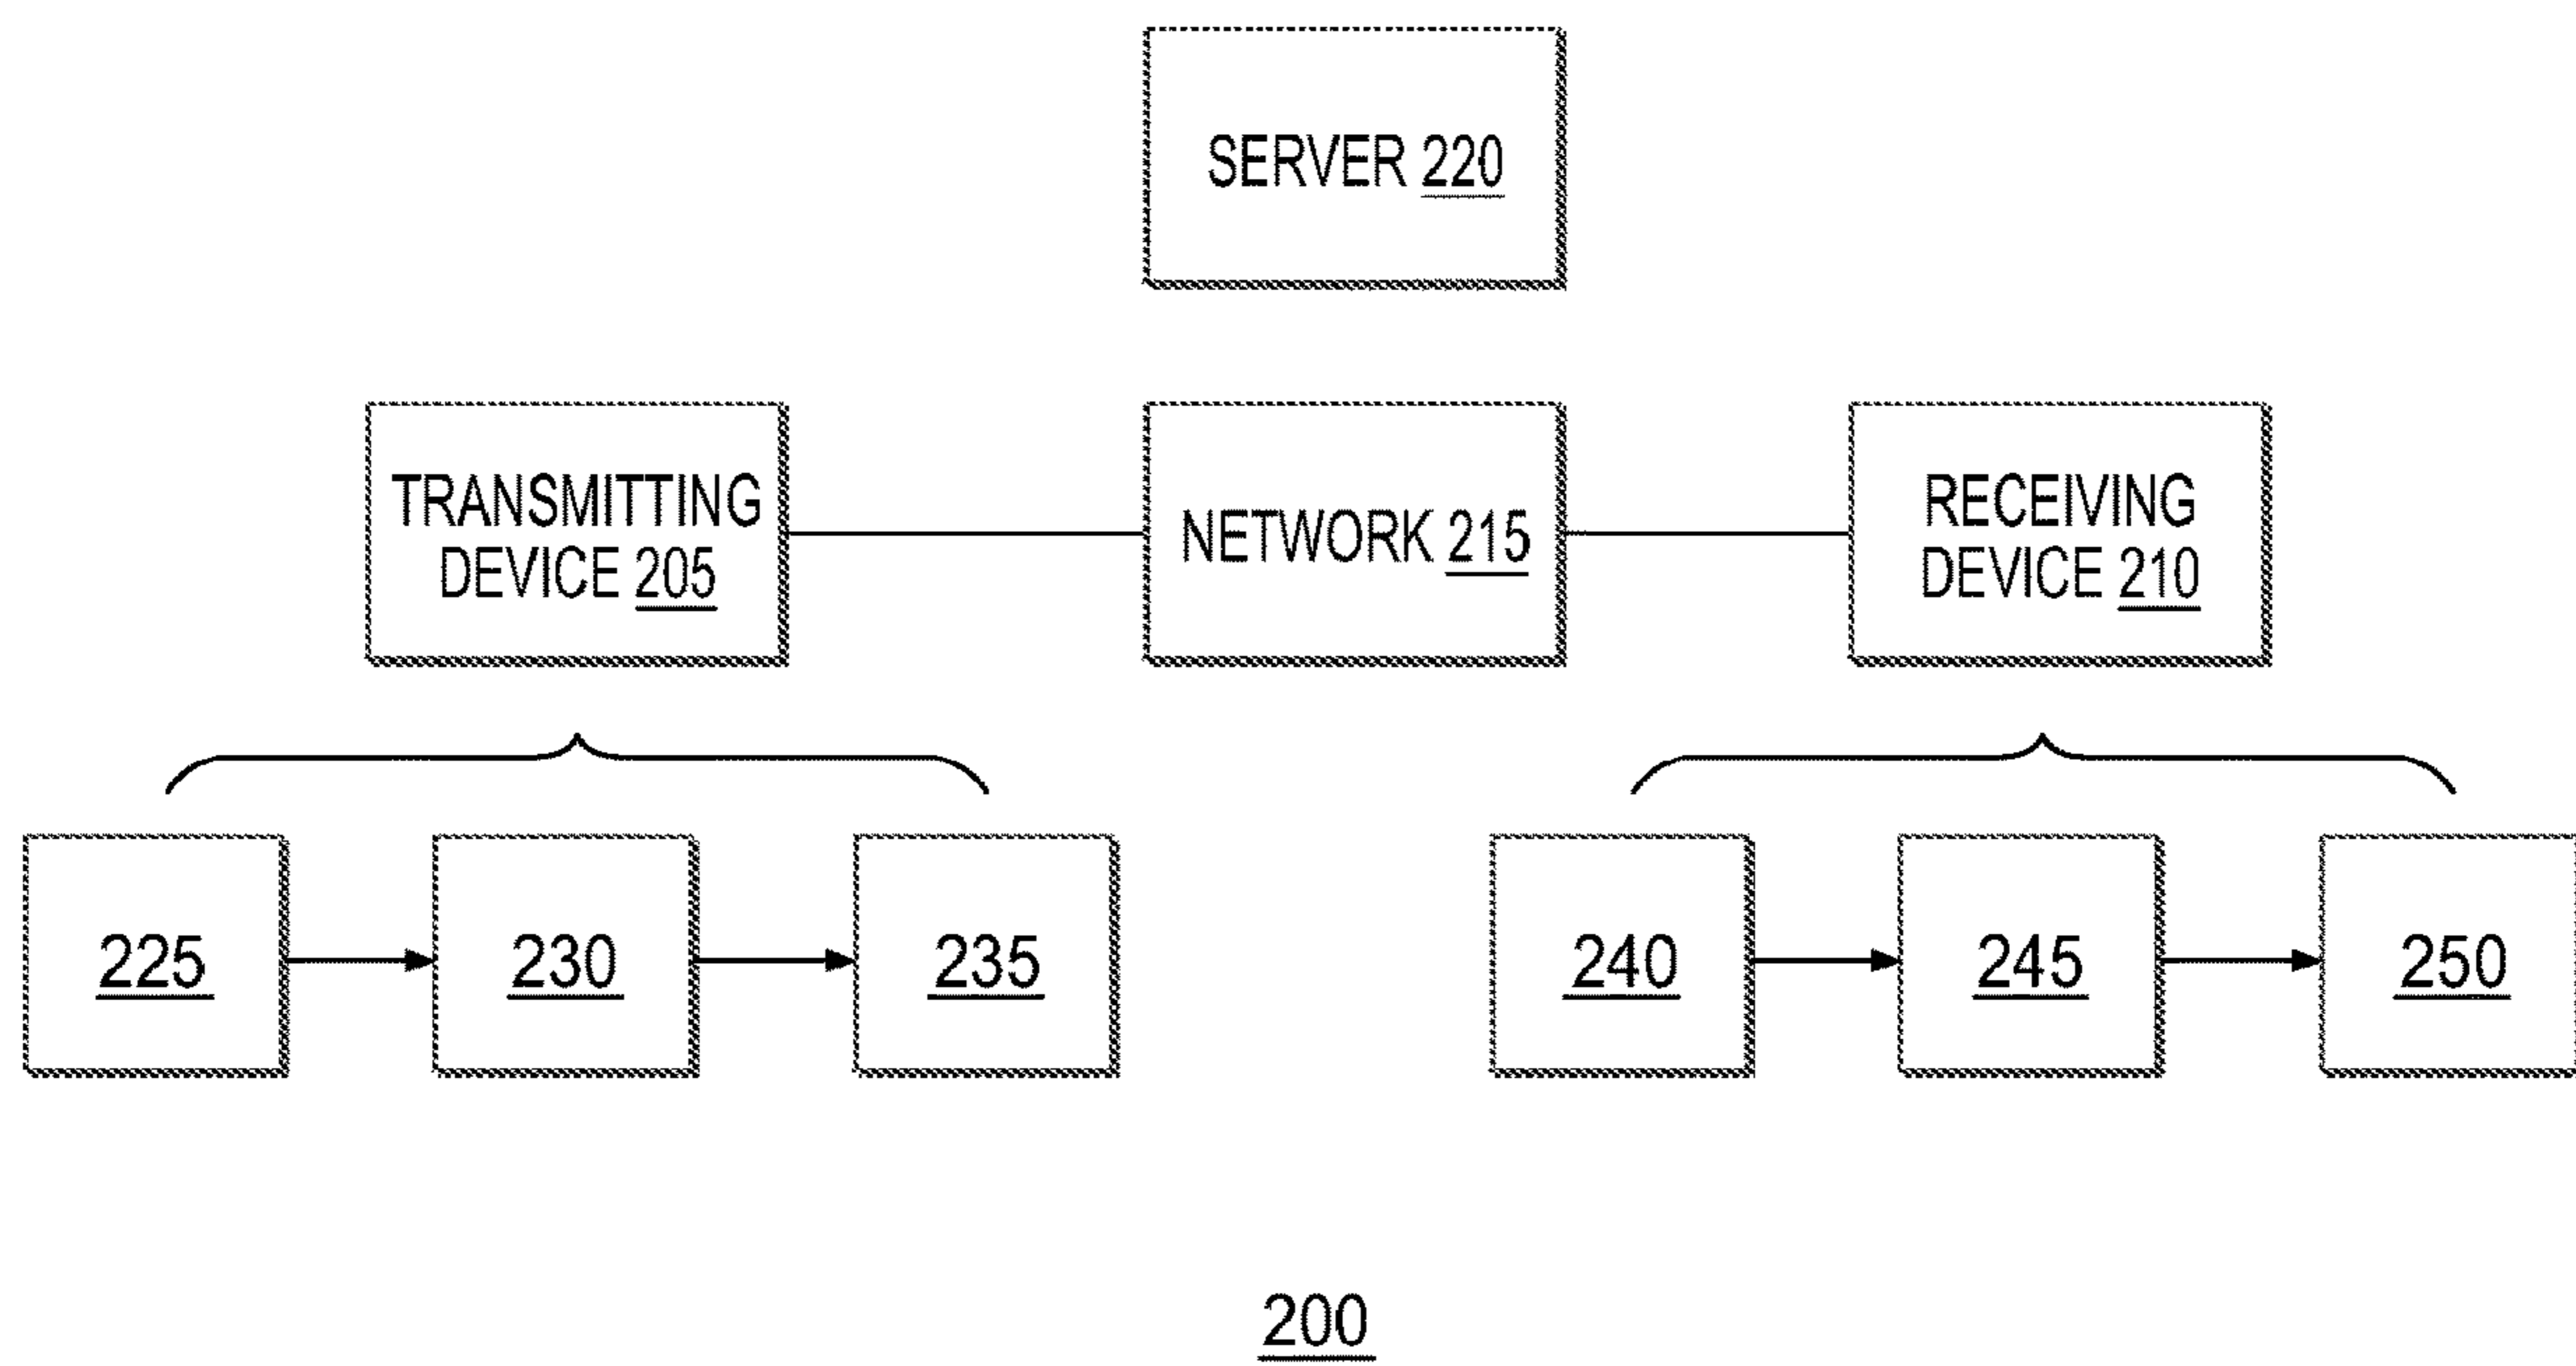 SERVER 220
TRANSMITTING
DEVICE 205
NETWORK 215
RECEIVING
DEVICE 210
225
230
235
240
245
250
200